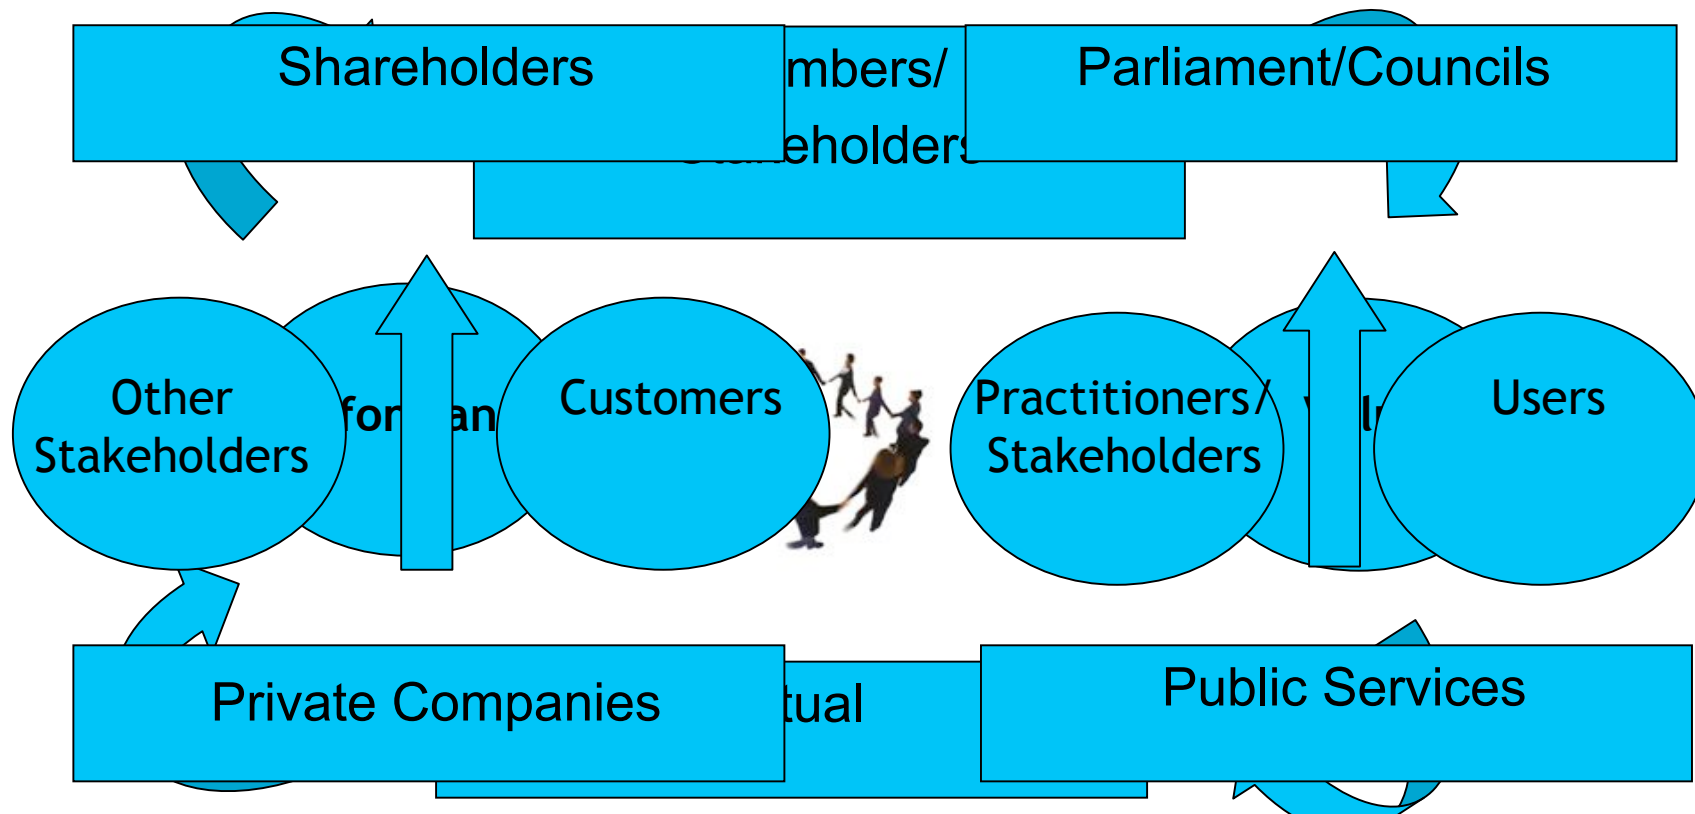 Shareholders
mbers/
Parliament/Councils
eholders
Other
Stakeholders
Customers
Practitioners/
Stakeholders
Users
Private Companies
tual
Public Services